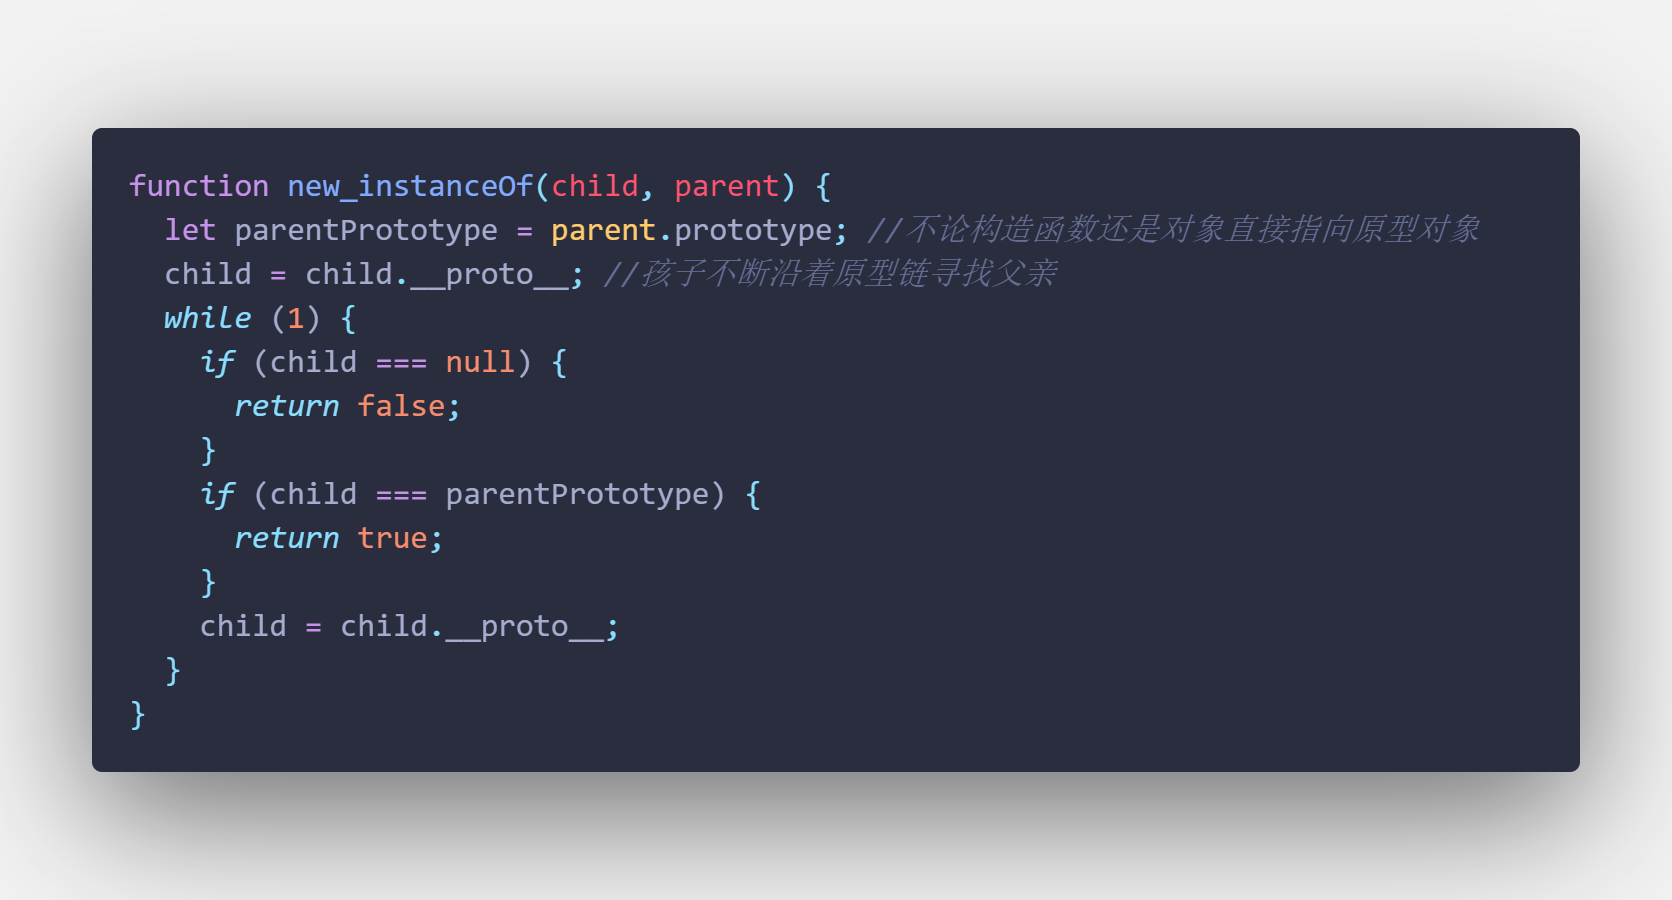 function new_instanceOf(child, parent) {
  let parentPrototype = parent.prototype; //不论构造函数还是对象直接指向原型对象
  child = child.__proto__; //孩子不断沿着原型链寻找父亲
  while (1) {
    if (child === null) {
      return false;
    }
    if (child === parentPrototype) {
      return true;
    }
    child = child.__proto__;
  }
}